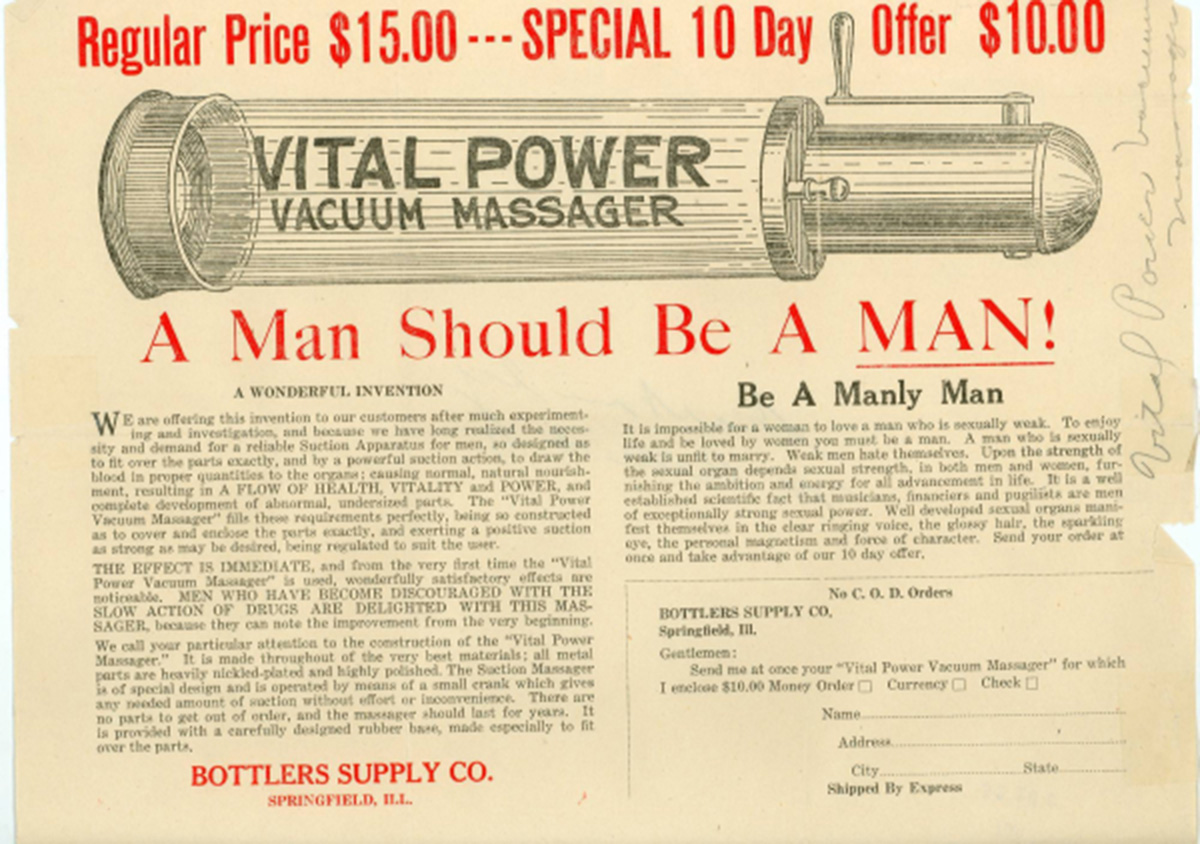 Regular Price $15.00 --- SPECIAL 10 Day Offer $10.00
VITAL POWER
VACUUM MASSAGER
A Man Should Be A MAN!
A WONDERFUL INVENTION
WE are offering this invention to our customers after much experiment-
ing and investigation, and because we have long realized the neces-
sity and demand for a reliable Suction Apparatus for men, so designed as
to fit over the parts exactly, and by a powerful suction action, to draw the
blood in proper quantities to the organs; causing normal, natural nourish-
ment, resulting in A FLOW OF HEALTH, VITALITY and POWER, and
complete development of abnormal, undersized parts. The "Vital Power
Vacuum Massager" fills these requirements perfectly, being so constructed
as to cover and enclose the parts exactly, and exerting a positive suction
as strong as may be desired, being regulated to suit the user.
THE EFFECT IS IMMEDIATE, and from the very first time the "Vital
Power Vacuum Massager" is used, wonderfully satisfactory effects are
noticeable. MEN WHO HAVE BECOME DISCOURAGED WITH THE
SLOW ACTION OF DRUGS ARE DELIGHTED WITH THIS MAS-
SAGER, because they can note the improvement from the very beginning.
We call your particular attention to the construction of the "Vital Power
Massager." It is made throughout of the very best materials; all metal
parts are heavily nickled-plated and highly polished. The Suction Massager
is of special design and is operated by means of a small crank which gives
any needed amount of suction without effort or inconvenience. There are
no parts to get out of order, and the massager should last for years. It
is provided with a carefully designed rubber base, made especially to fit
over the parts.
BOTTLERS SUPPLY CO.
SPRINGFIELD, ILL.
Be A Manly Man
It is impossible for a woman to love a man who is sexually weak. To enjoy
life and be loved by women you must be a man. A man who is sexually
weak is unfit to marry. Weak men hate themselves. Upon the strength of
the sexual organ depends sexual strength, in both men and women, fur-
nishing the ambition and energy for all advancement in life. It is a well
established scientific fact that musicians, financiers and pugilists are men
of exceptionally strong sexual power. Well developed sexual organs mani-
fest themselves in the clear ringing voice, the glossy hair, the sparkling
eye, the personal magnetism and force of character. Send your order at
once and take advantage of our 10 day offer.
No C. O. D. Orders
BOTTLERS SUPPLY CO.
Springfield, Ill.
Gentlemen:
Send me at once your "Vital Power Vacuum Massager" for which
I enclose $10.00 Money Order □ Currency □ Check □
Name
Address
City State
Shipped By Express
Vital Power Vacuum
Massager